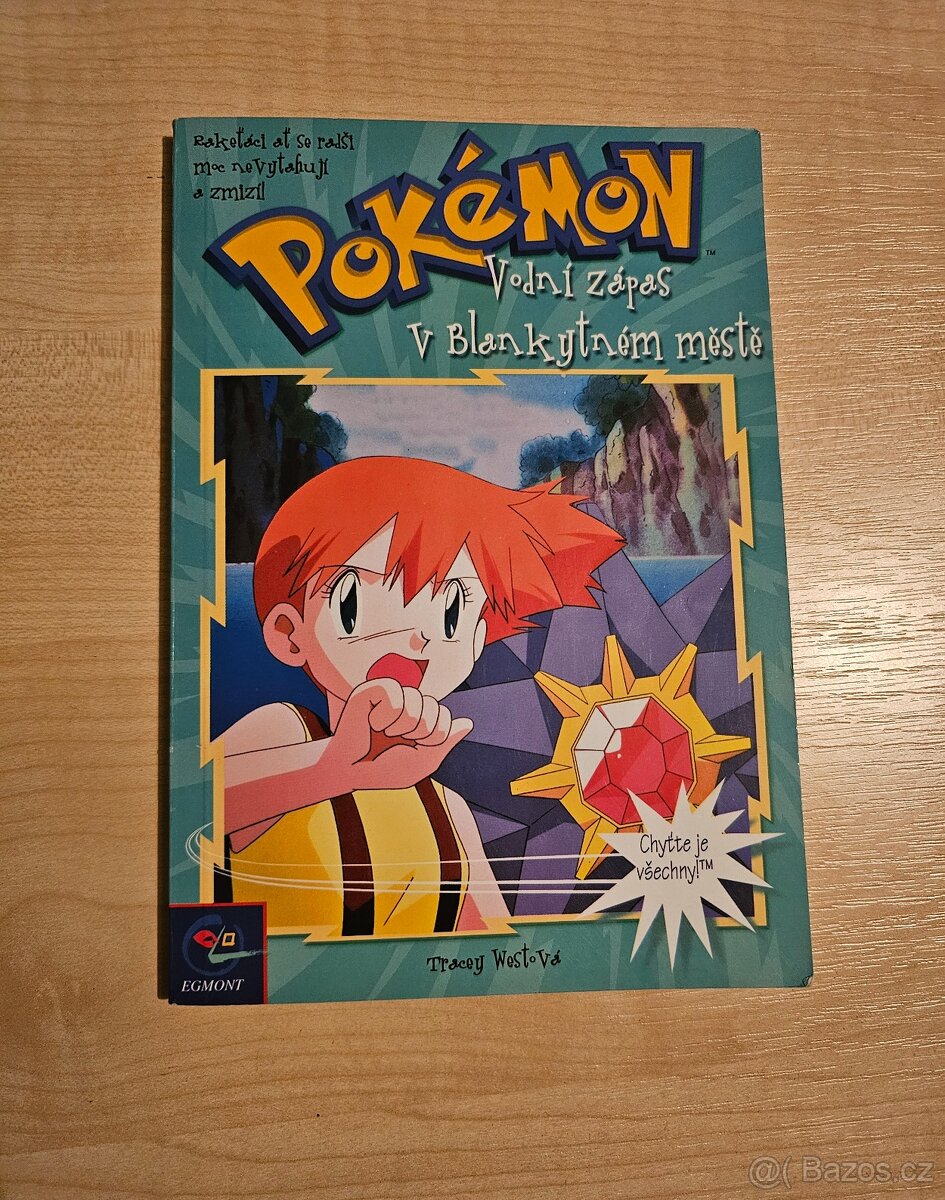 Raketáci ať se radši
moc nevytahují
a zmizí!
POKÉMON™
Vodní zápas
v Blankytném městě
Chyťte je
všechny!™
Tracey Westová
EGMONT
@( Bazos.cz